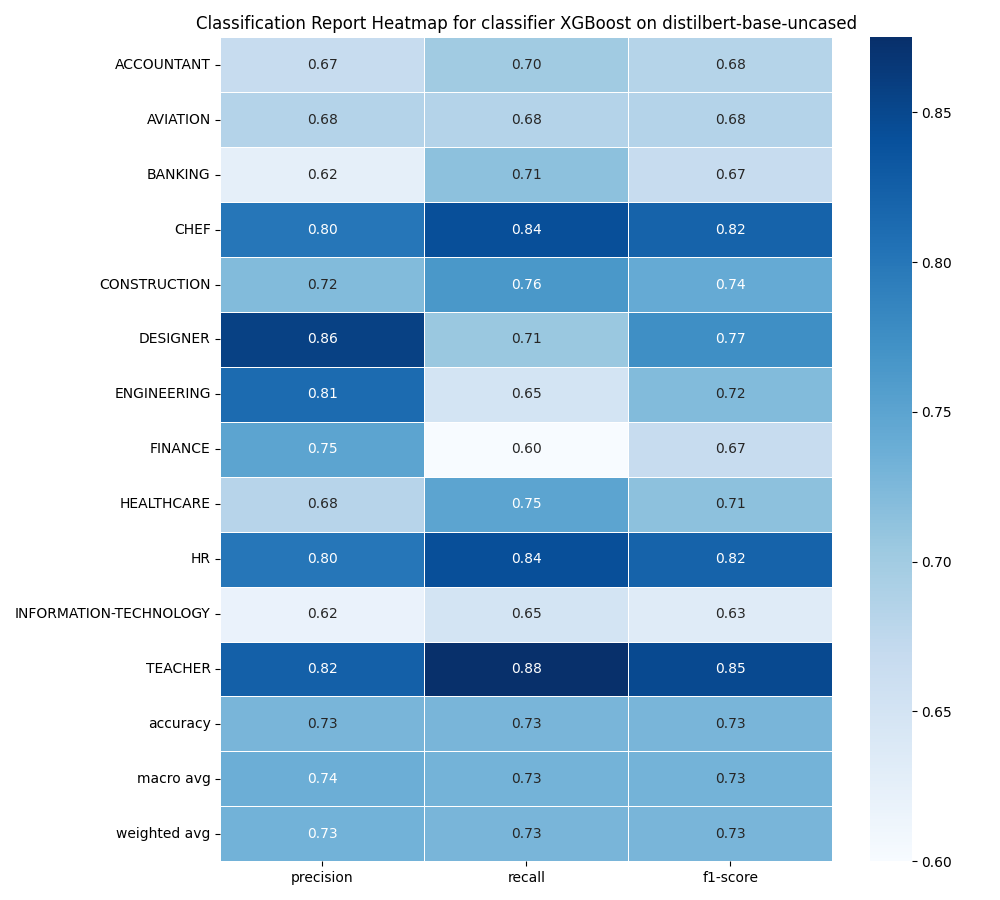 Classification Report Heatmap for classifier XGBoost on distilbert-base-uncased
ACCOUNTANT 0.67 0.70 0.68
AVIATION 0.68 0.68 0.68
BANKING 0.62 0.71 0.67
CHEF 0.80 0.84 0.82
CONSTRUCTION 0.72 0.76 0.74
DESIGNER 0.86 0.71 0.77
ENGINEERING 0.81 0.65 0.72
FINANCE 0.75 0.60 0.67
HEALTHCARE 0.68 0.75 0.71
HR 0.80 0.84 0.82
INFORMATION-TECHNOLOGY 0.62 0.65 0.63
TEACHER 0.82 0.88 0.85
accuracy 0.73 0.73 0.73
macro avg 0.74 0.73 0.73
weighted avg 0.73 0.73 0.73
precision recall f1-score
0.85
0.80
0.75
0.70
0.65
0.60